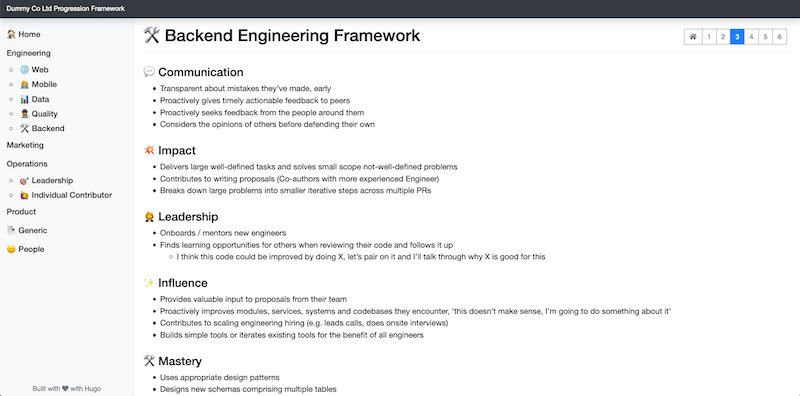 Dummy Co Ltd Progression Framework
Home
Engineering
Web
Mobile
Data
Quality
Backend
Marketing
Operations
Leadership
Individual Contributor
Product
Generic
People
Built with ❤ with Hugo
Backend Engineering Framework
1 2 3 4 5 6
Communication
Transparent about mistakes they've made, early
Proactively gives timely actionable feedback to peers
Proactively seeks feedback from the people around them
Considers the opinions of others before defending their own
Impact
Delivers large well-defined tasks and solves small scope not-well-defined problems
Contributes to writing proposals (Co-authors with more experienced Engineer)
Breaks down large problems into smaller iterative steps across multiple PRs
Leadership
Onboards / mentors new engineers
Finds learning opportunities for others when reviewing their code and follows it up
I think this code could be improved by doing X, let's pair on it and I'll talk through why X is good for this
Influence
Provides valuable input to proposals from their team
Proactively improves modules, services, systems and codebases they encounter, 'this doesn't make sense, I'm going to do something about it'
Contributes to scaling engineering hiring (e.g. leads calls, does onsite interviews)
Builds simple tools or iterates existing tools for the benefit of all engineers
Mastery
Uses appropriate design patterns
Designs new schemas comprising multiple tables